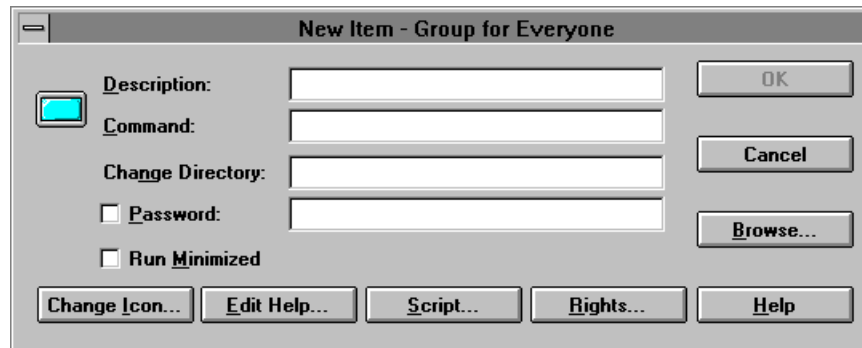 New Item - Group for Everyone
Description:
OK
Command:
Cancel
Change Directory:
Password:
Browse...
Run Minimized
Change Icon... Edit Help... Script... Rights... Help